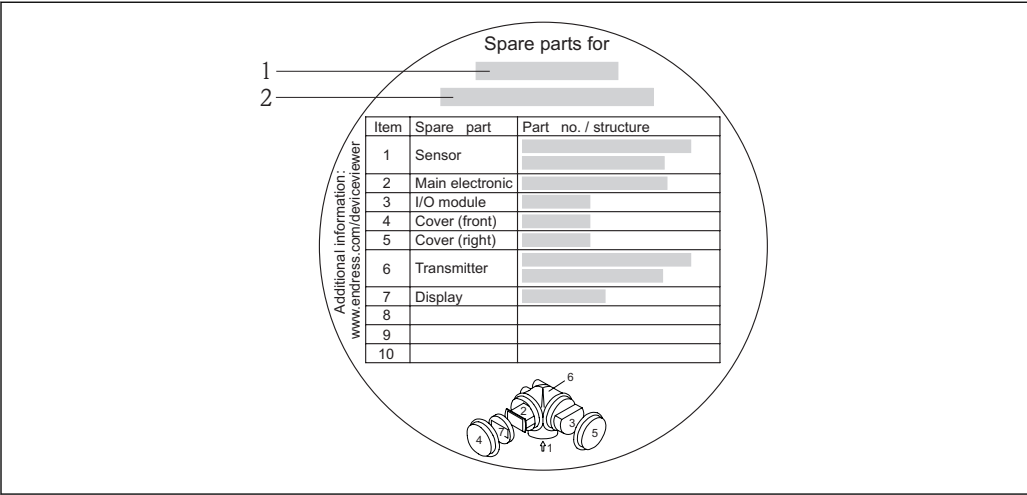 Spare parts for
1
2
Additional information:
www.endress.com/deviceviewer
Item Spare part Part no. / structure
1 Sensor
2 Main electronic
3 I/O module
4 Cover (front)
5 Cover (right)
6 Transmitter
7 Display
8
9
10
6
2
3
4
7
5
1